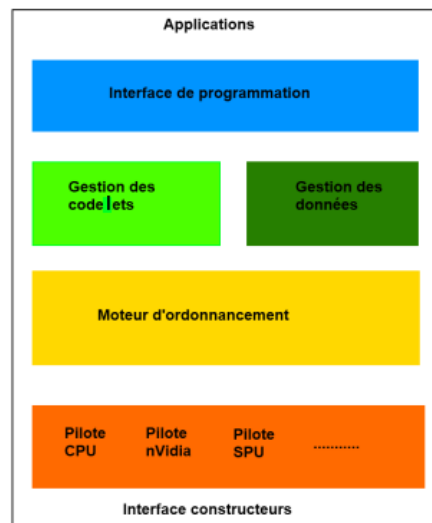 Applications
Interface de programmation
Gestion des
codelets
Gestion des
données
Moteur d'ordonnancement
Pilote
CPU
Pilote
nVidia
Pilote
SPU
...........
Interface constructeurs